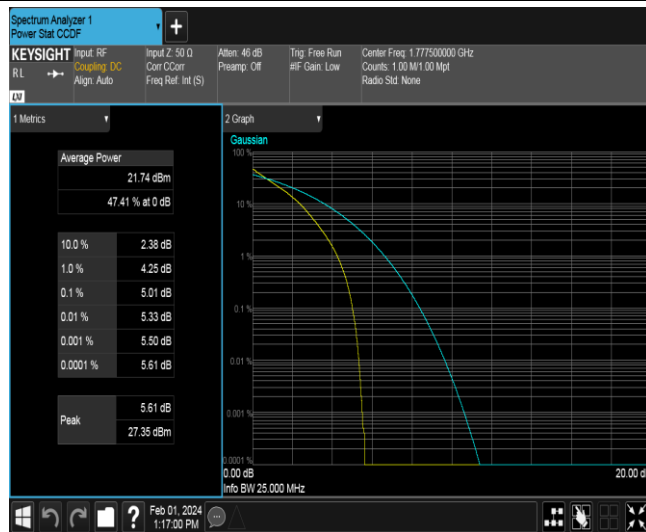 Spectrum Analyzer 1
Power Stat CCDF
+
KEYSIGHT
RL
LXI
Input: RF
Coupling: DC
Align: Auto
Input Z: 50 Ω
Corr CCorr
Freq Ref: Int (S)
Atten: 46 dB
Preamp: Off
Trig: Free Run
#IF Gain: Low
Center Freq: 1.777500000 GHz
Counts: 1.00 M/1.00 Mpt
Radio Std: None
1 Metrics
Average Power
21.74 dBm
47.41 % at 0 dB
10.0 % 2.38 dB
1.0 % 4.25 dB
0.1 % 5.01 dB
0.01 % 5.33 dB
0.001 % 5.50 dB
0.0001 % 5.61 dB
Peak
5.61 dB
27.35 dBm
2 Graph
Gaussian
100 %
10 %
1 %
0.1 %
0.01 %
0.001 %
0.0001 %
0.00 dB
20.00 d
Info BW 25.000 MHz
?
Feb 01, 2024
1:17:00 PM